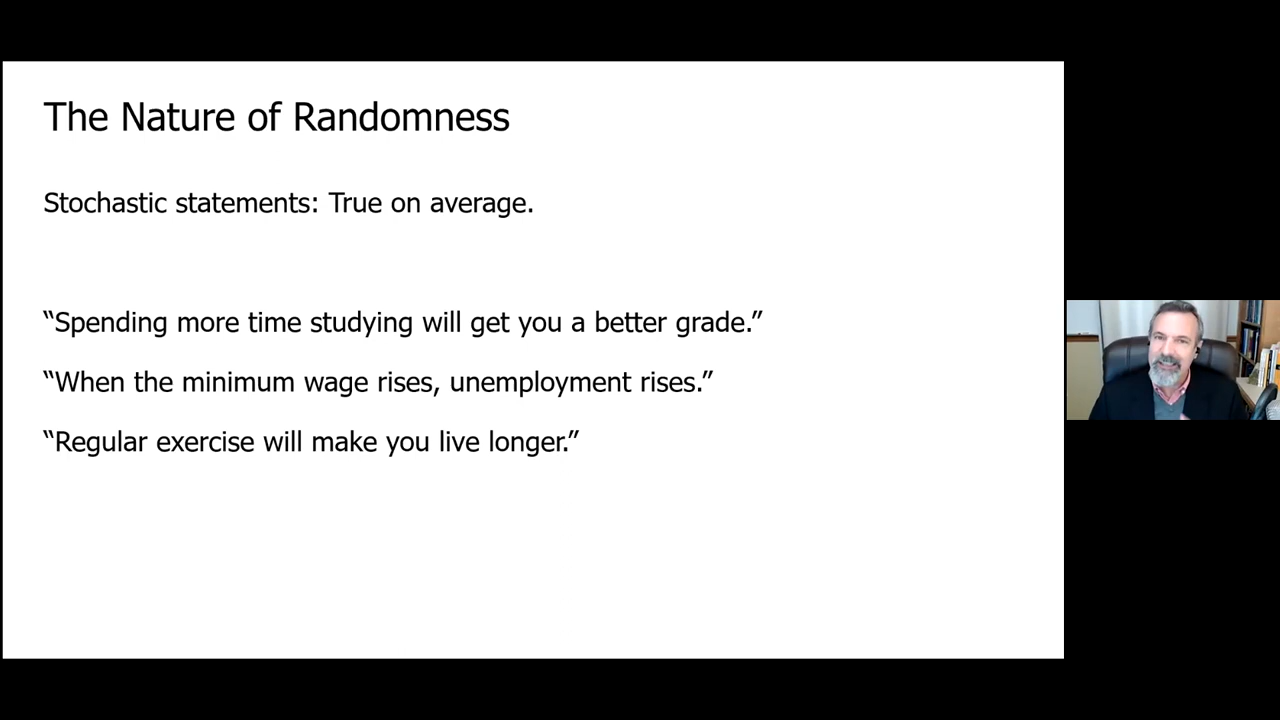 The Nature of Randomness
Stochastic statements: True on average.
“Spending more time studying will get you a better grade.”
“When the minimum wage rises, unemployment rises.”
“Regular exercise will make you live longer.”